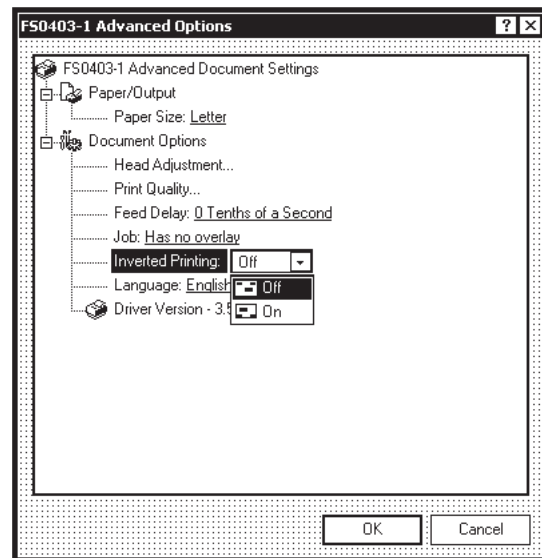 FS0403-1 Advanced Options
FS0403-1 Advanced Document Settings
Paper/Output
Paper Size: Letter
Document Options
Head Adjustment...
Print Quality...
Feed Delay: 0 Tenths of a Second
Job: Has no overlay
Inverted Printing: Off
Language: English
Off
Driver Version - 3.5
On
OK Cancel